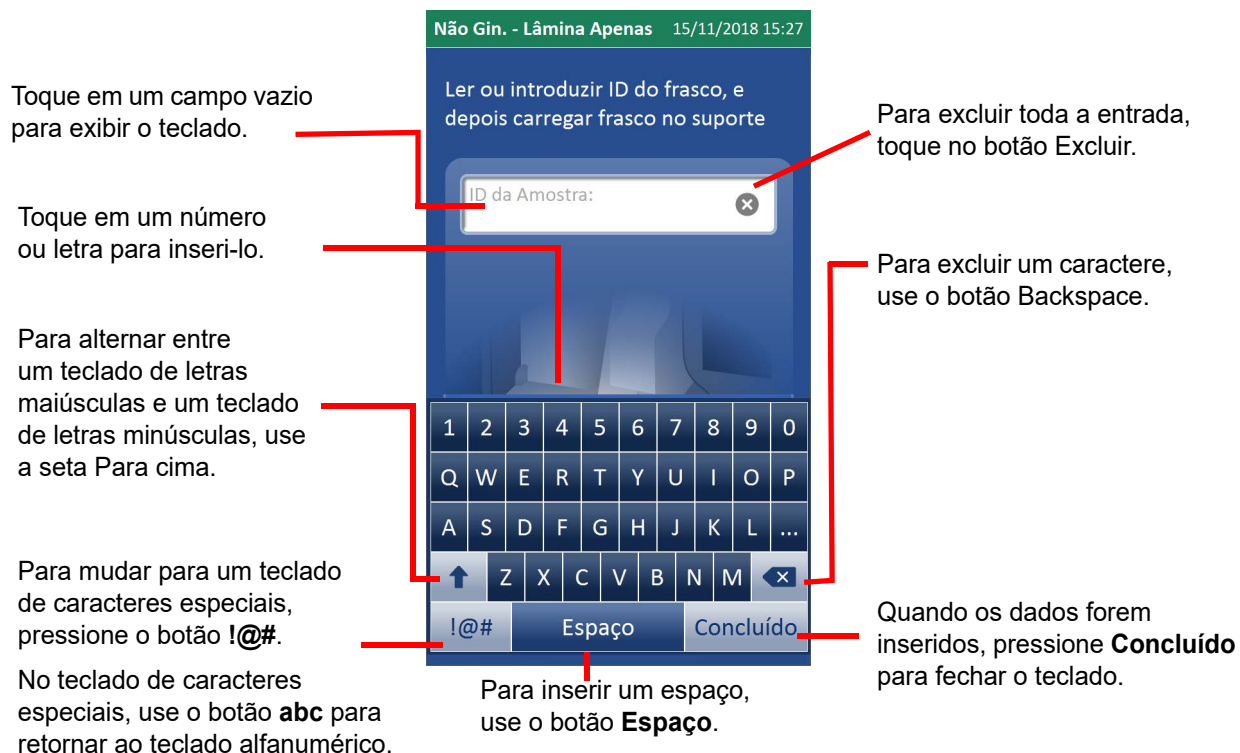 Não Gin. - Lâmina Apenas 15/11/2018 15:27
Ler ou introduzir ID do frasco, e
depois carregar frasco no suporte
ID da Amostra:
1 2 3 4 5 6 7 8 9 0
Q W E R T Y U I O P
A S D F G H J K L ...
Z X C V B N M
!@# Espaço Concluído
Toque em um campo vazio
para exibir o teclado.
Toque em um número
ou letra para inseri-lo.
Para alternar entre
um teclado de letras
maiúsculas e um teclado
de letras minúsculas, use
a seta Para cima.
Para mudar para um teclado
de caracteres especiais,
pressione o botão !@#.
No teclado de caracteres
especiais, use o botão abc para
retornar ao teclado alfanumérico.
Para inserir um espaço,
use o botão Espaço.
Para excluir toda a entrada,
toque no botão Excluir.
Para excluir um caractere,
use o botão Backspace.
Quando os dados forem
inseridos, pressione Concluído
para fechar o teclado.